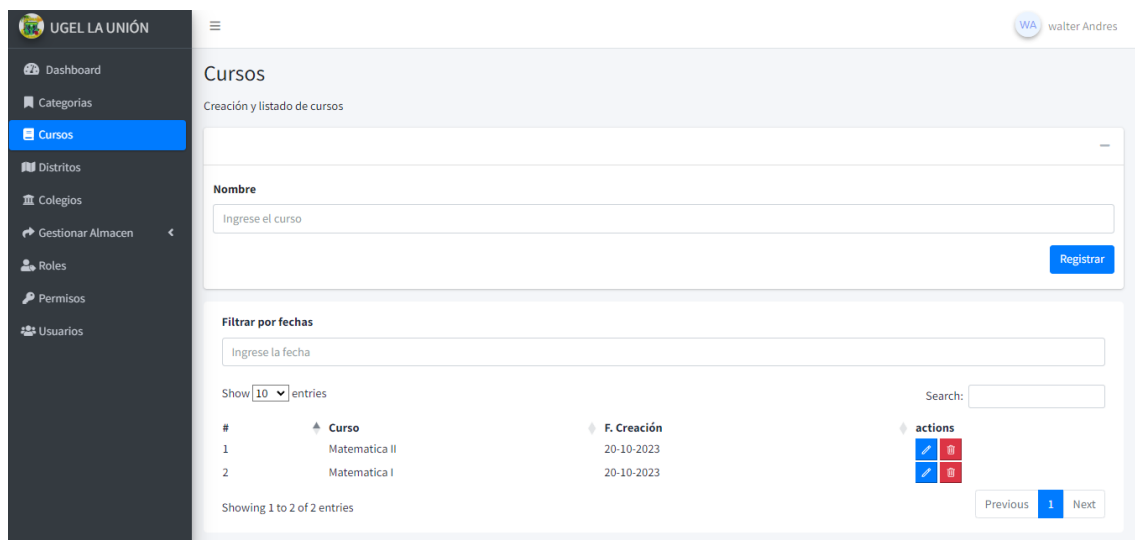 UGEL LA UNIÓN
WA walter Andres
Dashboard
Categorias
Cursos
Distritos
Colegios
Gestionar Almacen
Roles
Permisos
Usuarios
Cursos
Creación y listado de cursos
Nombre
Ingrese el curso
Registrar
Filtrar por fechas
Ingrese la fecha
Show 10 entries
Search:
# Curso F. Creación actions
1 Matematica II 20-10-2023
2 Matematica I 20-10-2023
Showing 1 to 2 of 2 entries
Previous 1 Next